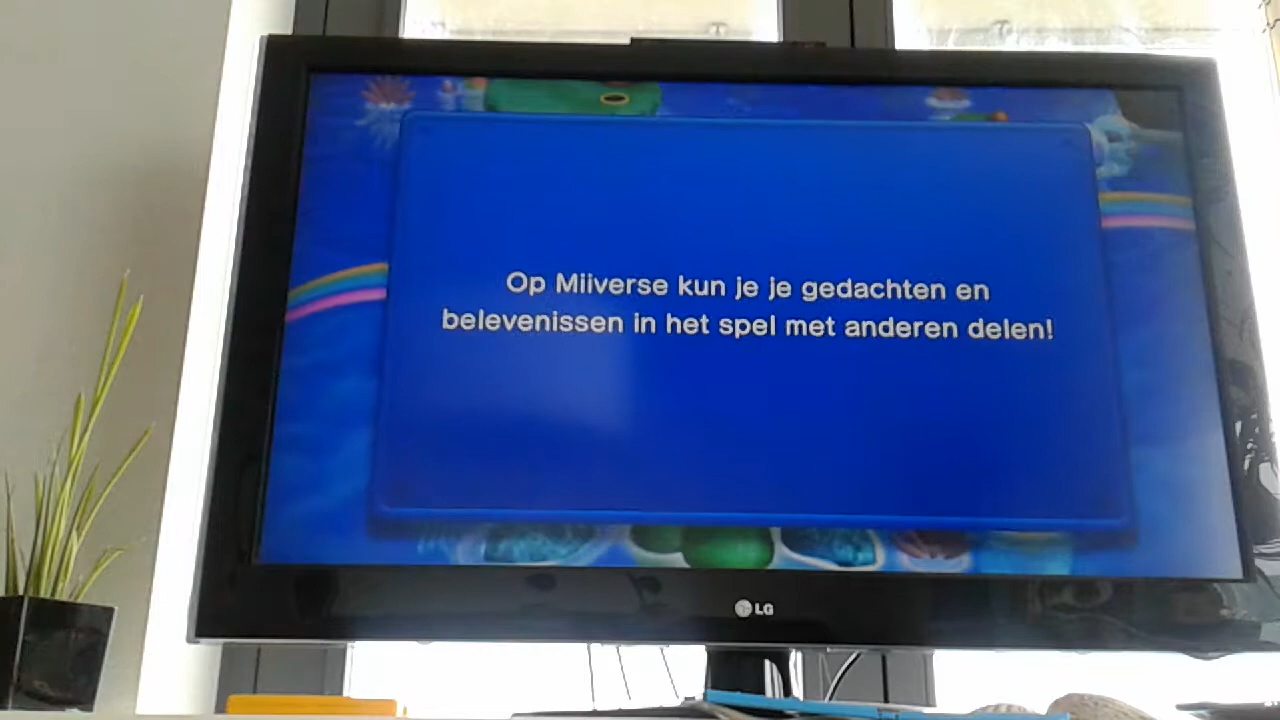 Op Miiverse kun je je gedachten en
belevenissen in het spel met anderen delen!
LG